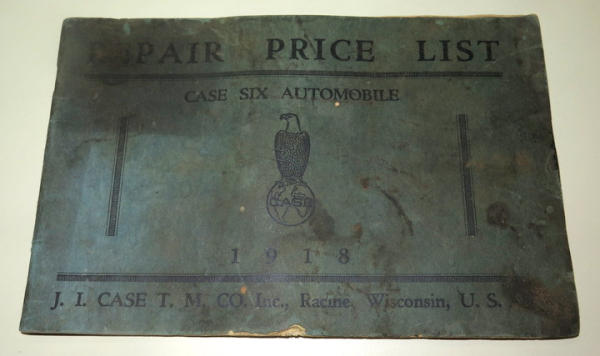 REPAIR PRICE LIST
CASE SIX AUTOMOBILE
CASE
1918
J. I. CASE T. M. CO. Inc., Racine, Wisconsin, U. S.